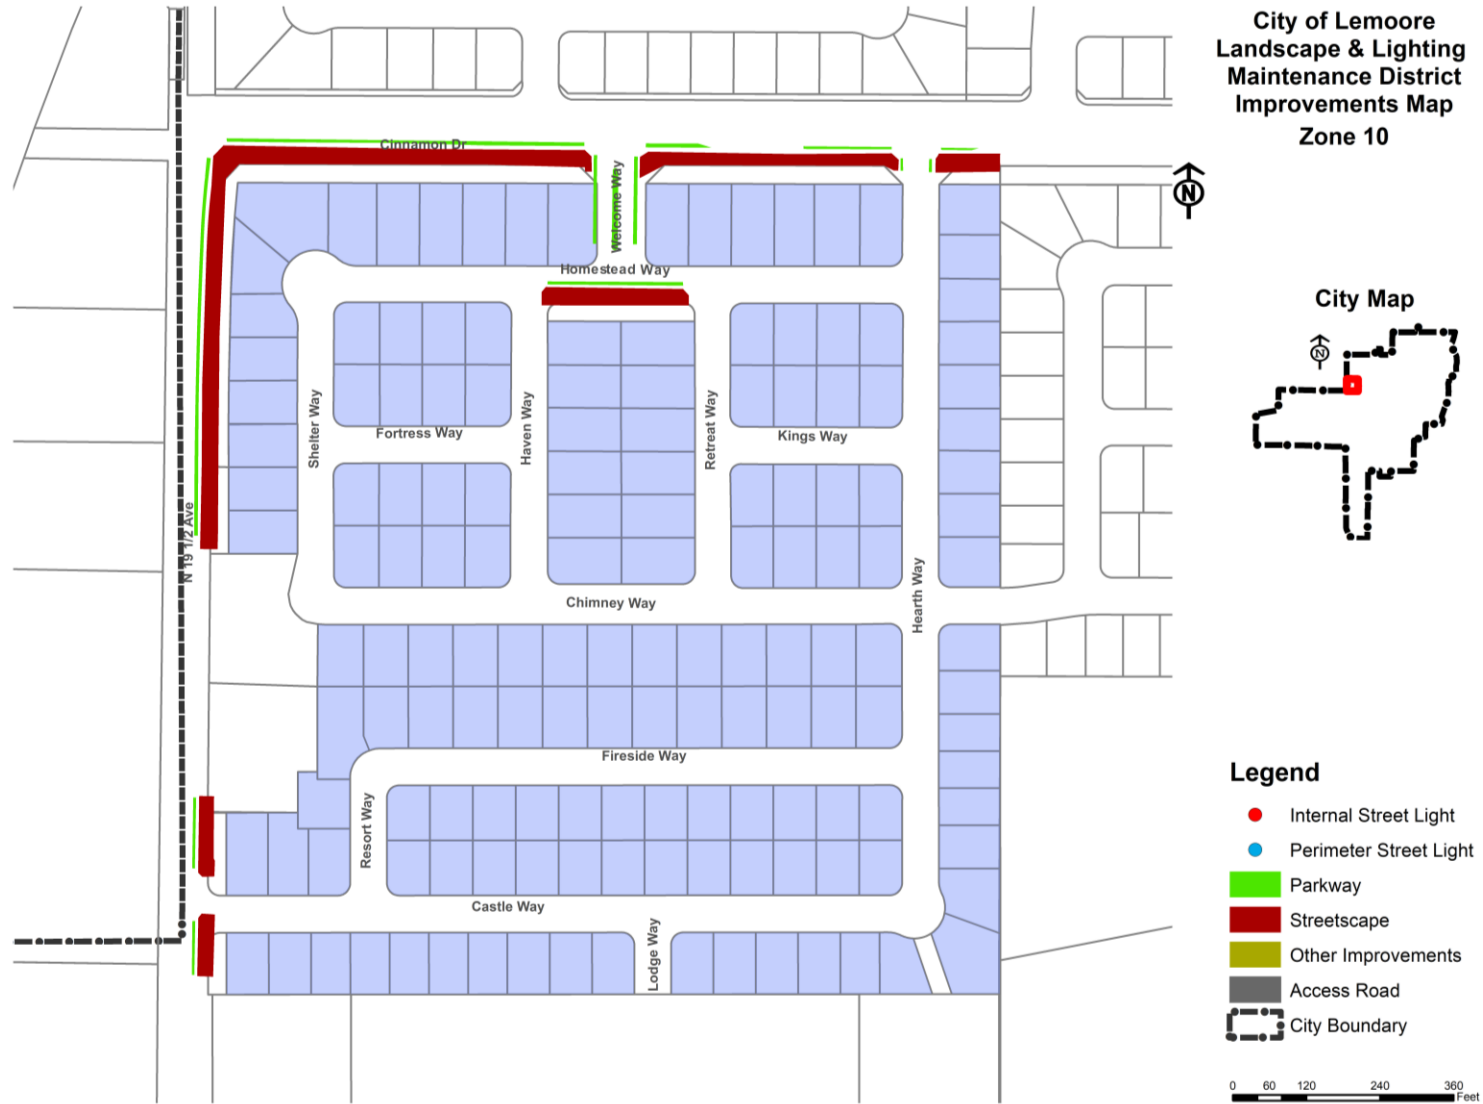 City of Lemoore
Landscape & Lighting
Maintenance District
Improvements Map
Zone 10
N
Cinnamon Dr
Welcome Way
Homestead Way
Shelter Way
Fortress Way
Haven Way
Retreat Way
Kings Way
N 19 1/2 Ave
Chimney Way
Hearth Way
Fireside Way
Resort Way
Castle Way
Lodge Way
City Map
N
Legend
Internal Street Light
Perimeter Street Light
Parkway
Streetscape
Other Improvements
Access Road
City Boundary
0 60 120 240 360
Feet